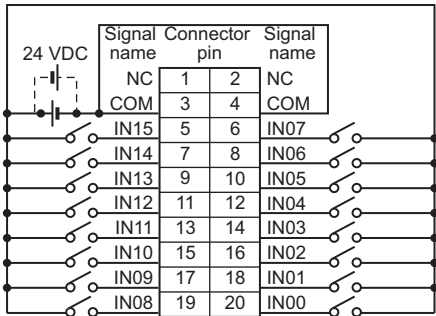 Signal Connector Signal
24 VDC name pin name
NC 1 2 NC
COM 3 4 COM
IN15 5 6 IN07
IN14 7 8 IN06
IN13 9 10 IN05
IN12 11 12 IN04
IN11 13 14 IN03
IN10 15 16 IN02
IN09 17 18 IN01
IN08 19 20 IN00